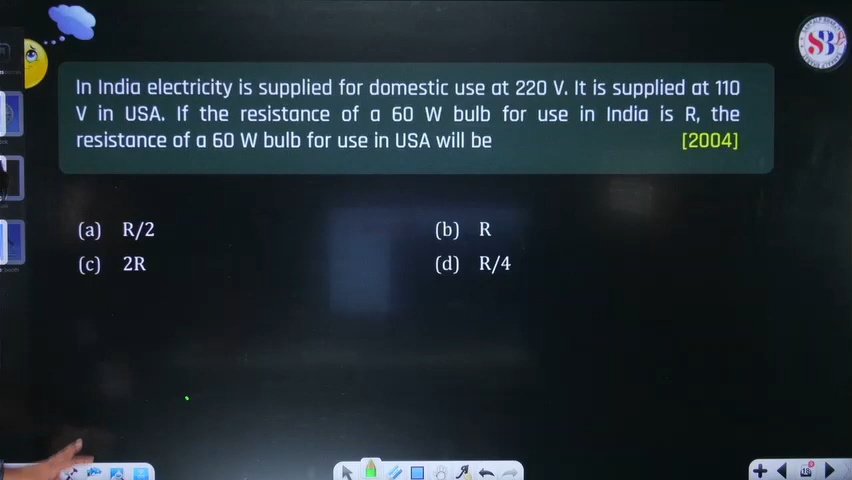 In India electricity is supplied for domestic use at 220 V. It is supplied at 110
V in USA. If the resistance of a 60 W bulb for use in India is R, the
resistance of a 60 W bulb for use in USA will be [2004]
(a) R/2 (b) R
(c) 2R (d) R/4
SB
18